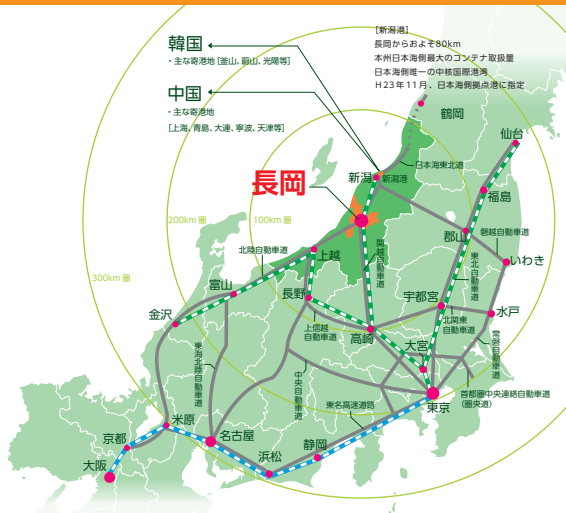 韓国
・主な寄港地 [釜山、蔚山、光陽等]
中国
・主な寄港地
[上海、青島、大連、寧波、天津等]
[新潟港]
長岡からおよそ80km
本州日本海側最大のコンテナ取扱量
日本海側唯一の中核国際港湾
H23年11月、日本海側拠点港に指定
鶴岡
仙台
日本海東北道
新潟
新潟港
長岡
福島
200km圏
100km圏
300km圏
郡山
磐越自動車道
北陸自動車道
上越
関越自動車道
東北自動車道
いわき
富山
長野
宇都宮
金沢
上信越
自動車道
高崎
北関東
自動車道
水戸
大宮
常磐自動車道
東海北陸自動車道
中央自動車道
首都圏中央連絡自動車道
(圏央道)
東京
東名高速道路
米原
京都
名古屋
静岡
浜松
大阪